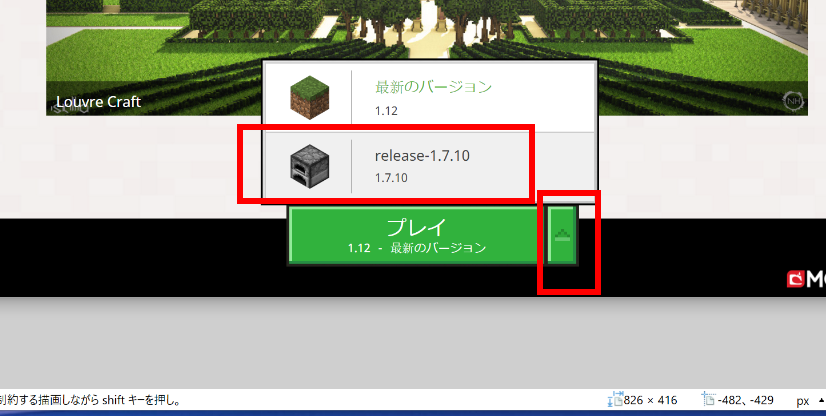 Louvre Craft
NH
最新のバージョン
1.12
release-1.7.10
1.7.10
プレイ
1.12 - 最新のバージョン
制約する描画しながら shift キーを押し。
826 × 416
-482、-429
px